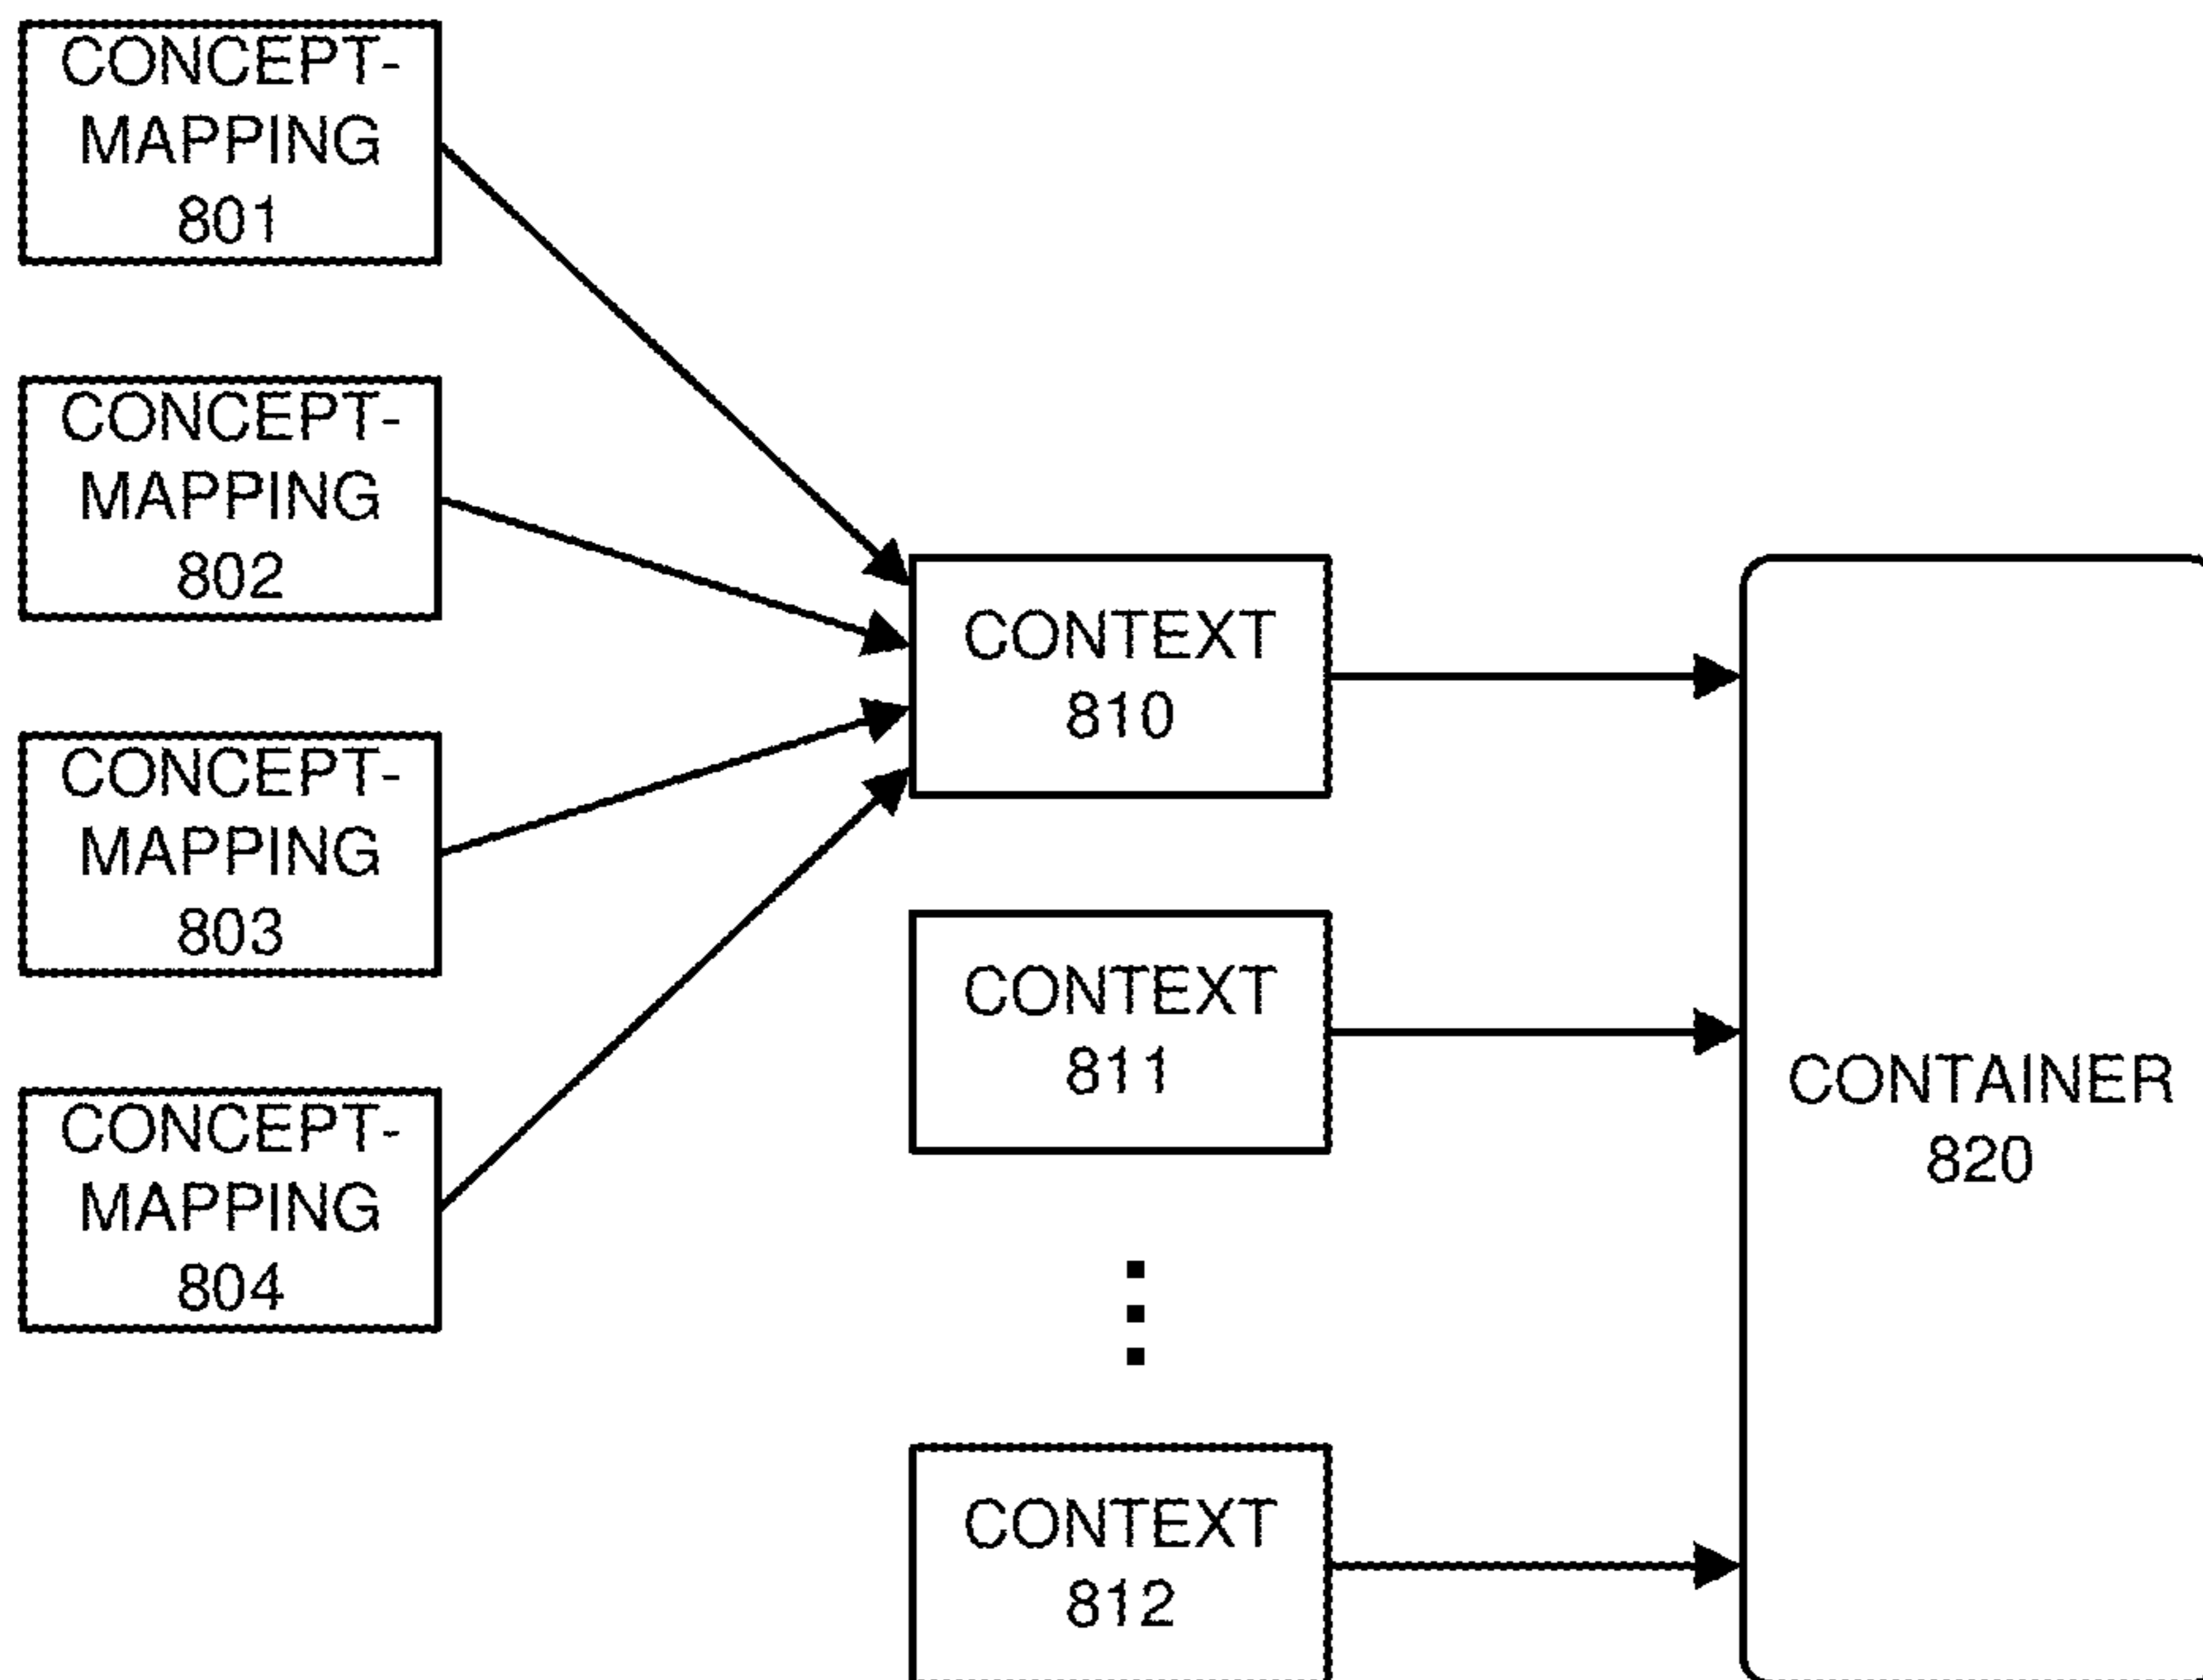 CONCEPT-
MAPPING
801
CONCEPT-
MAPPING
802
CONCEPT-
MAPPING
803
CONCEPT-
MAPPING
804
CONTEXT
810
CONTEXT
811
CONTEXT
812
CONTAINER
820